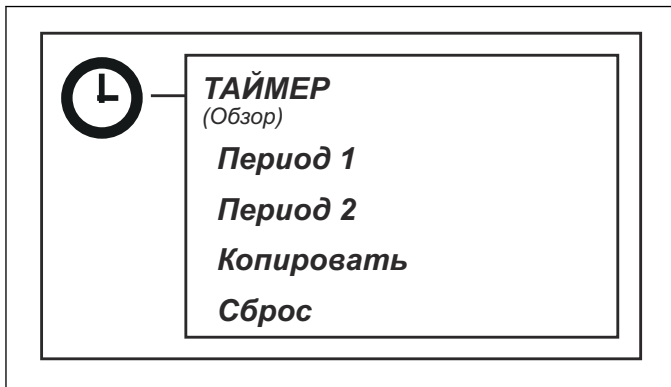 ТАЙМЕР
(Обзор)
Период 1
Период 2
Копировать
Сброс